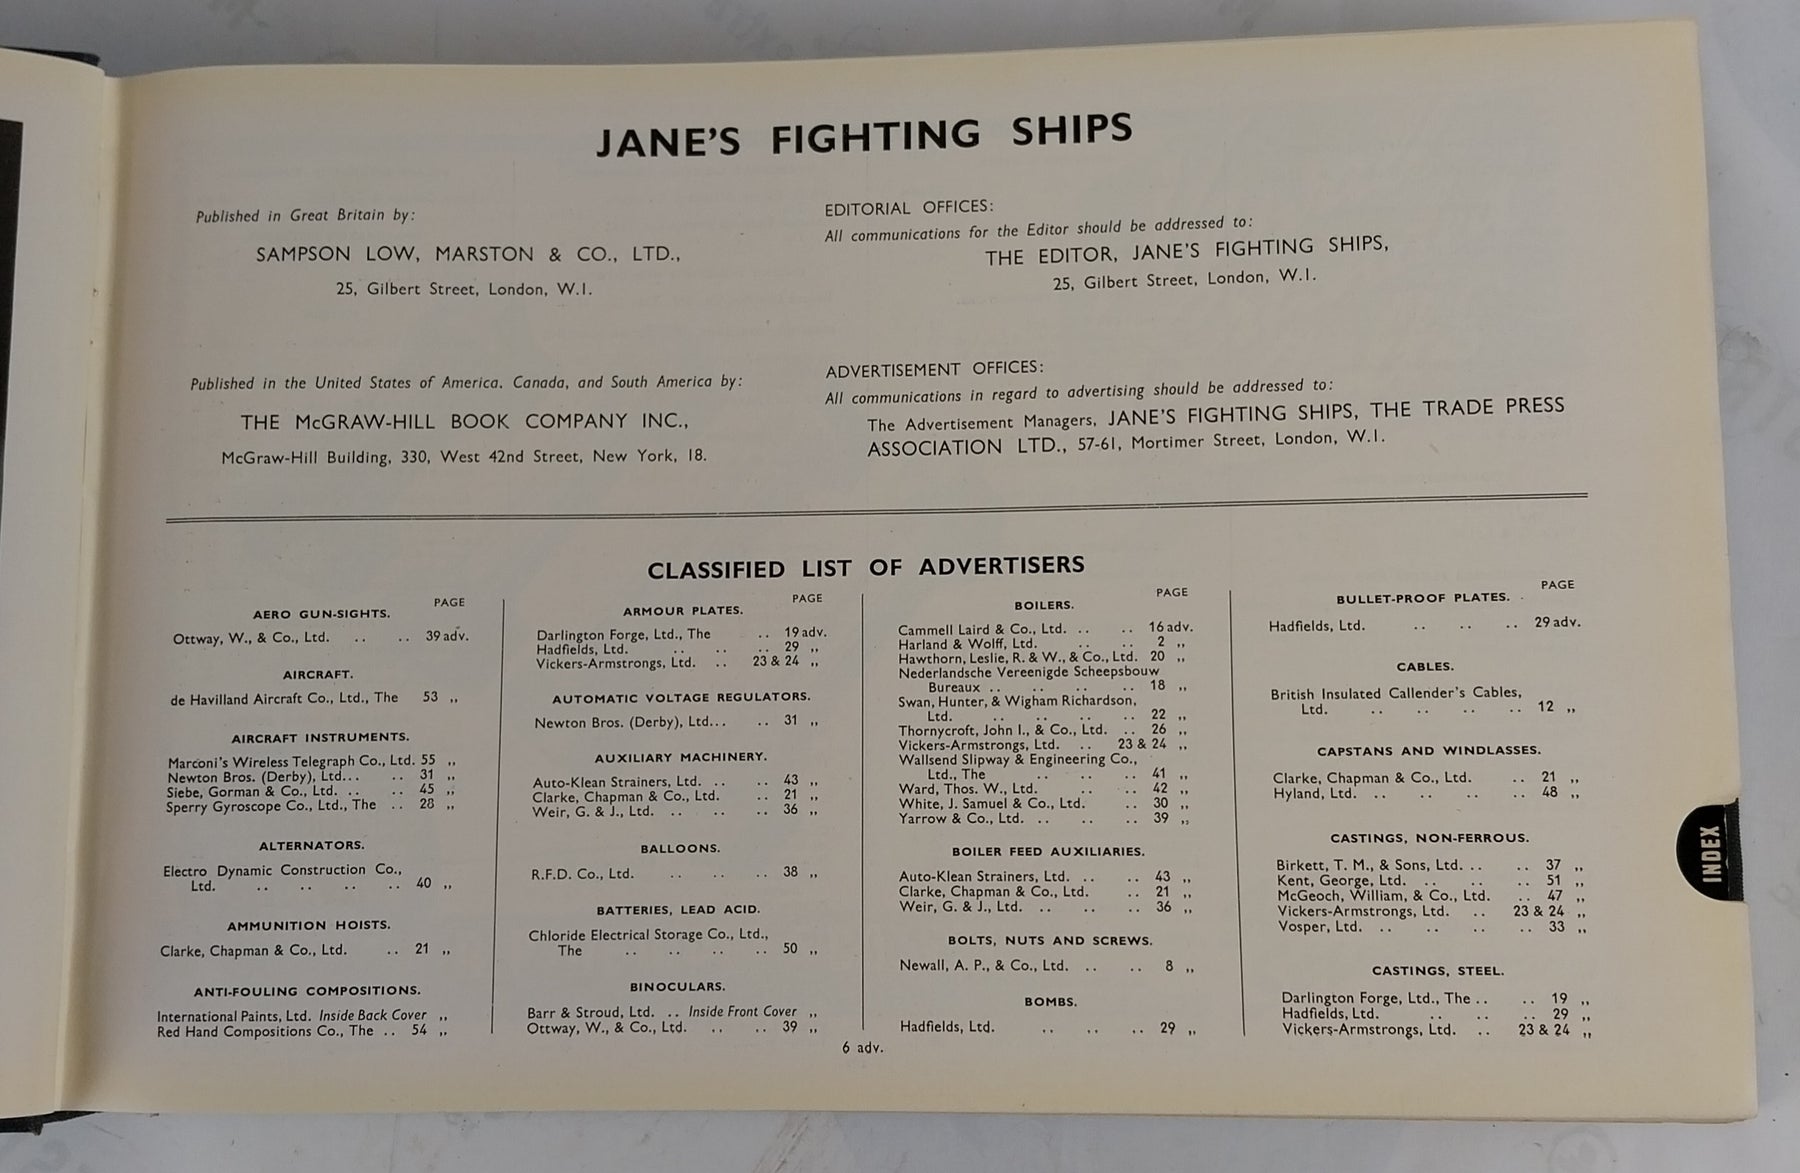 JANE'S FIGHTING SHIPS
Published in Great Britain by:
SAMPSON LOW, MARSTON & CO., LTD.,
25, Gilbert Street, London, W.1.
EDITORIAL OFFICES:
All communications for the Editor should be addressed to:
THE EDITOR, JANE'S FIGHTING SHIPS,
25, Gilbert Street, London, W.1.
Published in the United States of America, Canada, and South America by:
THE McGRAW-HILL BOOK COMPANY INC.,
McGraw-Hill Building, 330, West 42nd Street, New York, 18.
ADVERTISEMENT OFFICES:
All communications in regard to advertising should be addressed to:
The Advertisement Managers, JANE'S FIGHTING SHIPS, THE TRADE PRESS
ASSOCIATION LTD., 57-61, Mortimer Street, London, W.1.
CLASSIFIED LIST OF ADVERTISERS
PAGE
AERO GUN-SIGHTS.
Ottway, W., & Co., Ltd. .. .. 39 adv.
AIRCRAFT.
de Havilland Aircraft Co., Ltd., The 53 ,,
AIRCRAFT INSTRUMENTS.
Marconi's Wireless Telegraph Co., Ltd. 55 ,,
Newton Bros. (Derby), Ltd... .. 31 ,,
Siebe, Gorman & Co., Ltd. .. .. 45 ,,
Sperry Gyroscope Co., Ltd., The .. 28 ,,
ALTERNATORS.
Electro Dynamic Construction Co.,
Ltd. .. .. .. .. 40 ,,
AMMUNITION HOISTS.
Clarke, Chapman & Co., Ltd. .. 21 ,,
ANTI-FOULING COMPOSITIONS.
International Paints, Ltd. Inside Back Cover ,,
Red Hand Compositions Co., The .. 54 ,,
PAGE
ARMOUR PLATES.
Darlington Forge, Ltd., The .. 19 adv.
Hadfields, Ltd. .. .. .. 29 ,,
Vickers-Armstrongs, Ltd. .. 23 & 24 ,,
AUTOMATIC VOLTAGE REGULATORS.
Newton Bros. (Derby), Ltd... .. 31 ,,
AUXILIARY MACHINERY.
Auto-Klean Strainers, Ltd. .. .. 43 ,,
Clarke, Chapman & Co., Ltd. .. 21 ,,
Weir, G. & J., Ltd. .. .. .. 36 ,,
BALLOONS.
R.F.D. Co., Ltd. .. .. .. 38 ,,
BATTERIES, LEAD ACID.
Chloride Electrical Storage Co., Ltd.,
The .. .. .. .. 50 ,,
BINOCULARS.
Barr & Stroud, Ltd. .. Inside Front Cover ,,
Ottway, W., & Co., Ltd. .. .. 39 ,,
PAGE
BOILERS.
Cammell Laird & Co., Ltd. .. .. 16 adv.
Harland & Wolff, Ltd. .. .. 2 ,,
Hawthorn, Leslie, R. & W., & Co., Ltd. 20 ,,
Nederlandsche Vereenigde Scheepsbouw
Bureaux .. .. .. .. 18 ,,
Swan, Hunter, & Wigham Richardson,
Ltd. .. .. .. .. 22 ,,
Thornycroft, John I., & Co., Ltd. .. 26 ,,
Vickers-Armstrongs, Ltd. .. 23 & 24 ,,
Wallsend Slipway & Engineering Co.,
Ltd., The .. .. .. 41 ,,
Ward, Thos. W., Ltd. .. .. 42 ,,
White, J. Samuel & Co., Ltd. .. 30 ,,
Yarrow & Co., Ltd. .. .. .. 39 ,,
BOILER FEED AUXILIARIES.
Auto-Klean Strainers, Ltd. .. .. 43 ,,
Clarke, Chapman & Co., Ltd. .. 21 ,,
Weir, G. & J., Ltd. .. .. .. 36 ,,
BOLTS, NUTS AND SCREWS.
Newall, A. P., & Co., Ltd. .. .. 8 ,,
BOMBS.
Hadfields, Ltd. .. .. .. 29 ,,
PAGE
BULLET-PROOF PLATES.
Hadfields, Ltd. .. .. .. 29 adv.
CABLES.
British Insulated Callender's Cables,
Ltd. .. .. .. .. 12 ,,
CAPSTANS AND WINDLASSES.
Clarke, Chapman & Co., Ltd. .. 21 ,,
Hyland, Ltd. .. .. .. .. 48 ,,
CASTINGS, NON-FERROUS.
Birkett, T. M., & Sons, Ltd. .. .. 37 ,,
Kent, George, Ltd. .. .. .. 51 ,,
McGeoch, William, & Co., Ltd. .. 47 ,,
Vickers-Armstrongs, Ltd. .. 23 & 24 ,,
Vosper, Ltd. .. .. .. .. 33 ,,
CASTINGS, STEEL.
Darlington Forge, Ltd., The .. .. 19 ,,
Hadfields, Ltd. .. .. .. 29 ,,
Vickers-Armstrongs, Ltd. .. 23 & 24 ,,
6 adv.
INDEX